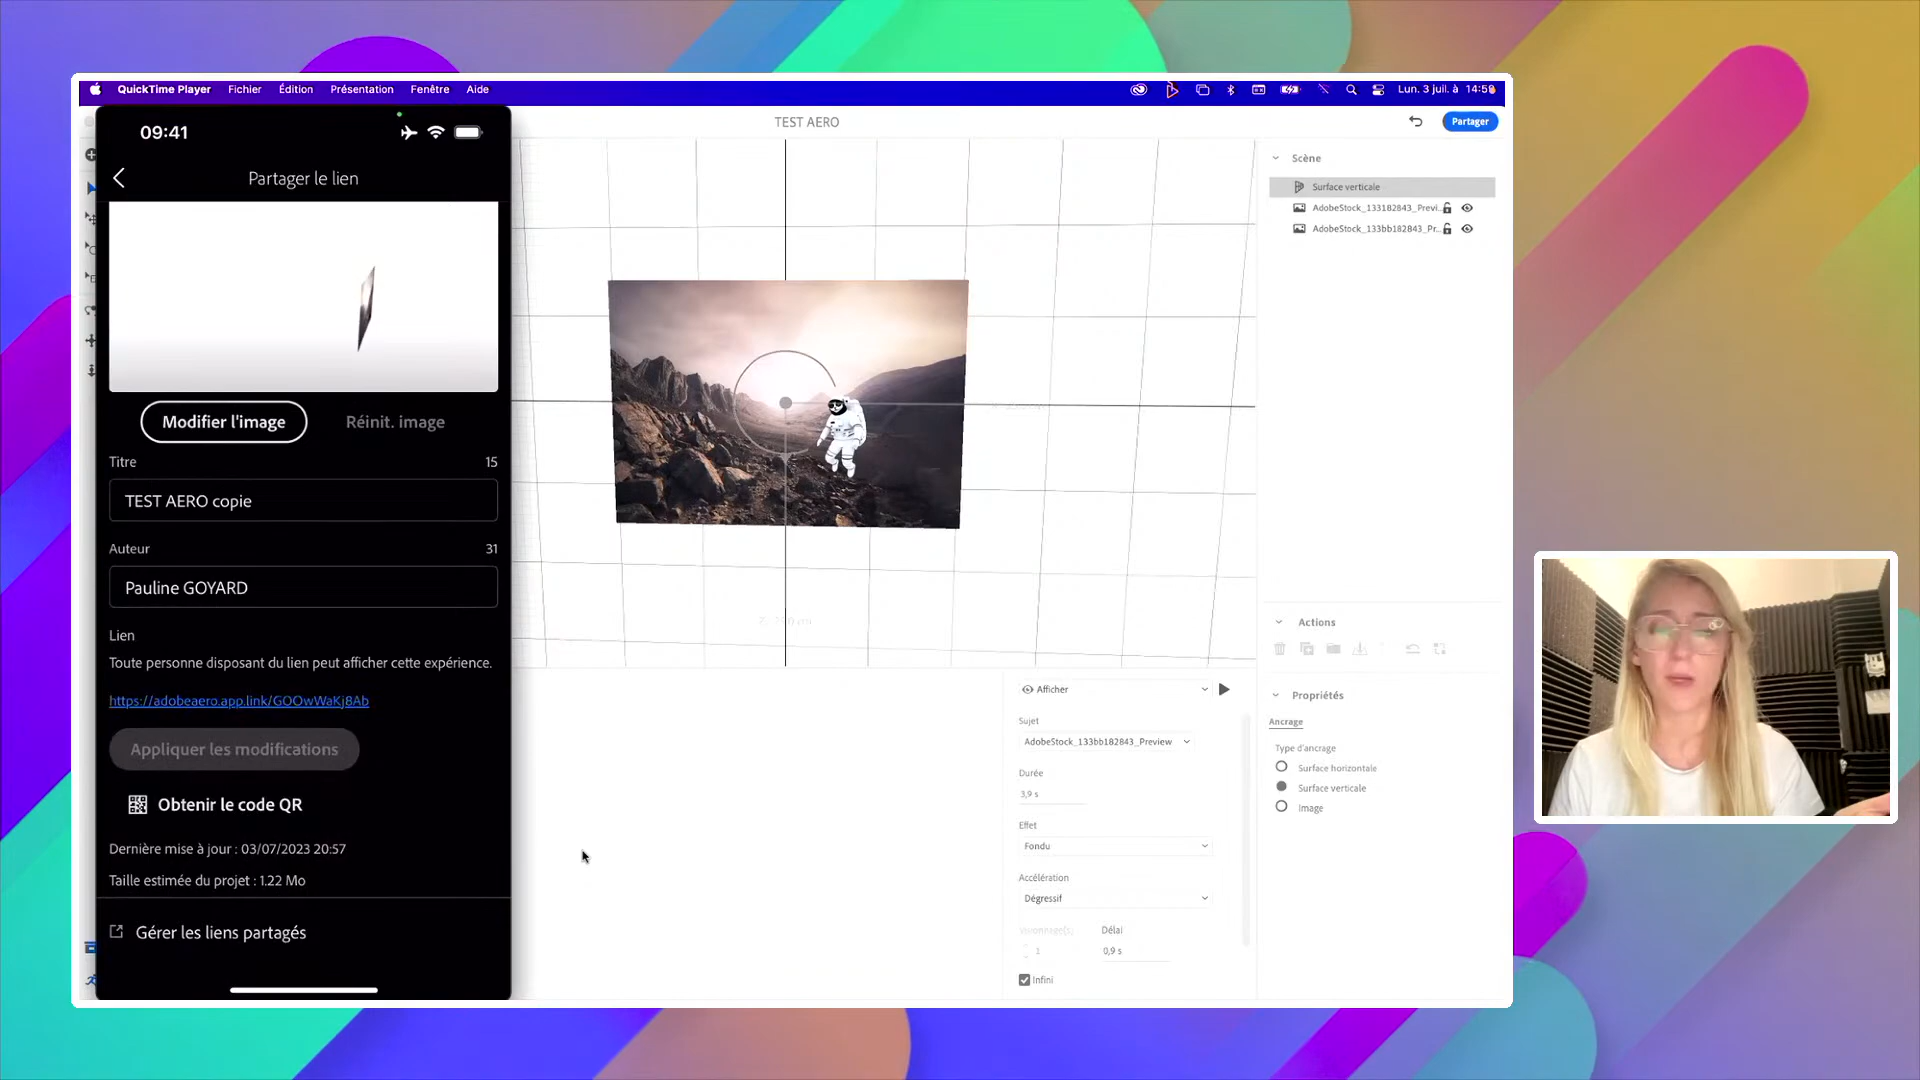 QuickTime Player Fichier Édition Présentation Fenêtre Aide
Lun. 3 juil. à 14:59
09:41
Partager le lien
Modifier l'image
Réinit. image
Titre
15
TEST AERO copie
Auteur
31
Pauline GOYARD
Lien
Toute personne disposant du lien peut afficher cette expérience.
https://adobeaero.app.link/GOOwWaKj8Ab
Appliquer les modifications
Obtenir le code QR
Dernière mise à jour : 03/07/2023 20:57
Taille estimée du projet : 1.22 Mo
Gérer les liens partagés
TEST AERO
Partager
Scène
Surface verticale
AdobeStock_133182843_Previ...
AdobeStock_133bb182843_Pr...
Afficher
Sujet
AdobeStock_133bb182843_Preview
Durée
3,9 s
Effet
Fondu
Accélération
Dégressif
Visionnage(s)
Délai
1
0,9 s
Infini
Actions
Propriétés
Ancrage
Type d'ancrage
Surface horizontale
Surface verticale
Image